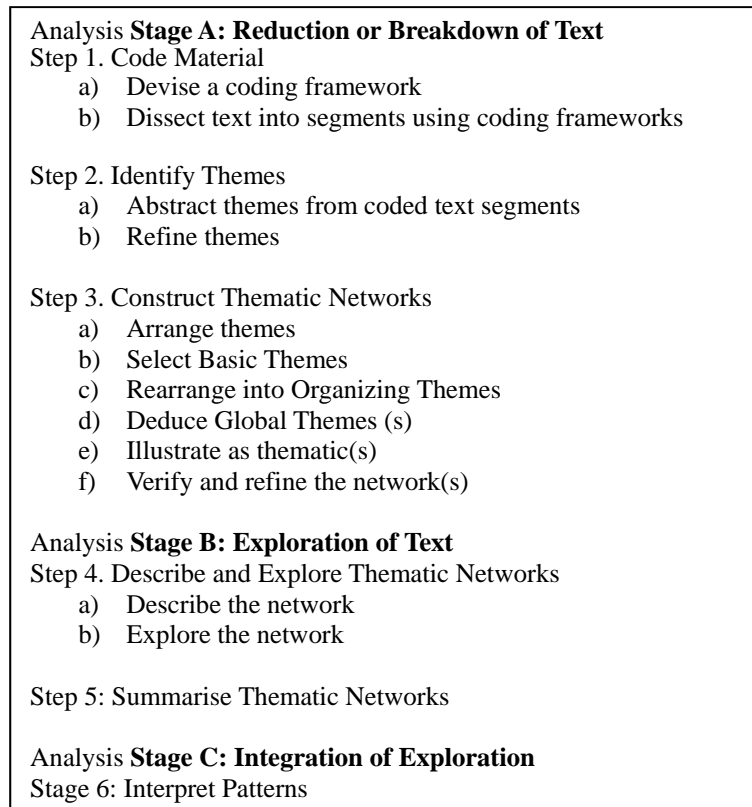 Analysis Stage A: Reduction or Breakdown of Text
Step 1. Code Material
a) Devise a coding framework
b) Dissect text into segments using coding frameworks
Step 2. Identify Themes
a) Abstract themes from coded text segments
b) Refine themes
Step 3. Construct Thematic Networks
a) Arrange themes
b) Select Basic Themes
c) Rearrange into Organizing Themes
d) Deduce Global Themes (s)
e) Illustrate as thematic(s)
f) Verify and refine the network(s)
Analysis Stage B: Exploration of Text
Step 4. Describe and Explore Thematic Networks
a) Describe the network
b) Explore the network
Step 5: Summarise Thematic Networks
Analysis Stage C: Integration of Exploration
Stage 6: Interpret Patterns